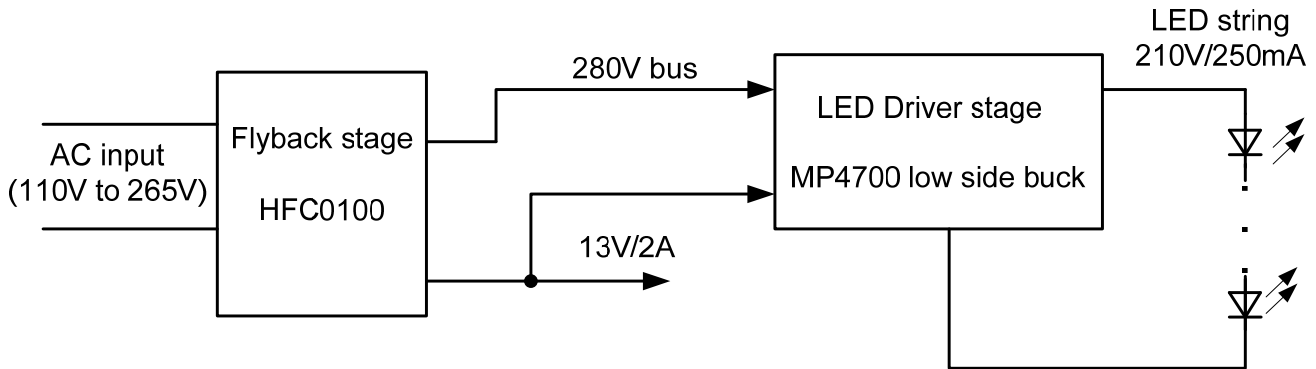 LED string
210V/250mA
280V bus
AC input
(110V to 265V)
Flyback stage
HFC0100
LED Driver stage
MP4700 low side buck
13V/2A